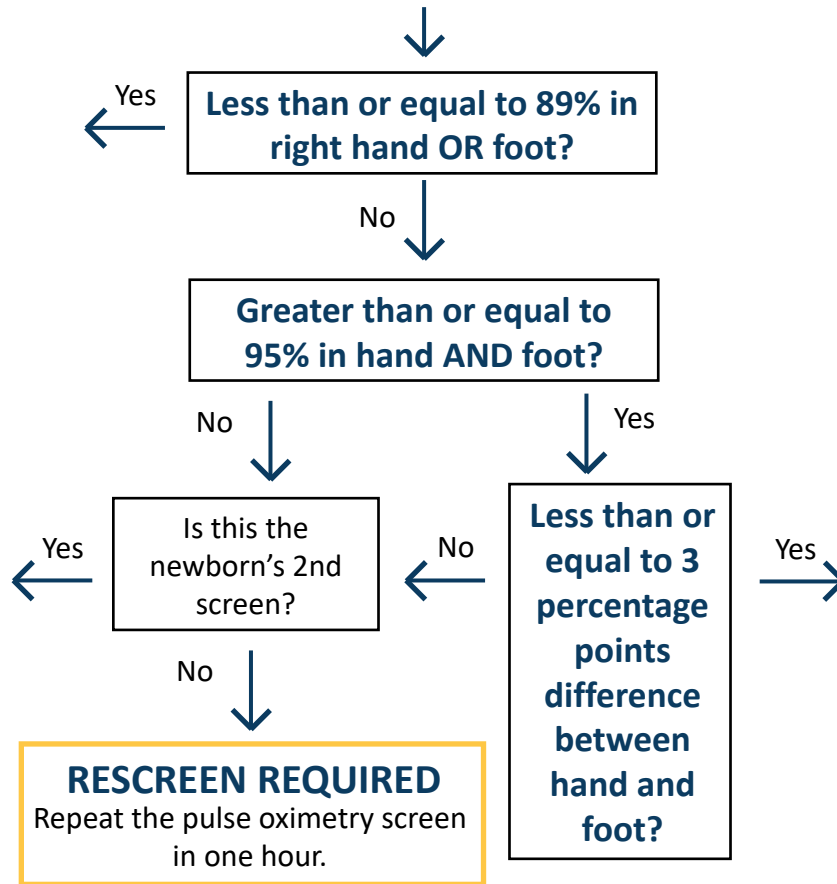 Yes
Less than or equal to 89% in
right hand OR foot?
No
Greater than or equal to
95% in hand AND foot?
No
Yes
Yes
Is this the
newborn’s 2nd
screen?
No
Less than or
equal to 3
percentage
points
difference
between
hand and
foot?
Yes
No
RESCREEN REQUIRED
Repeat the pulse oximetry screen
in one hour.